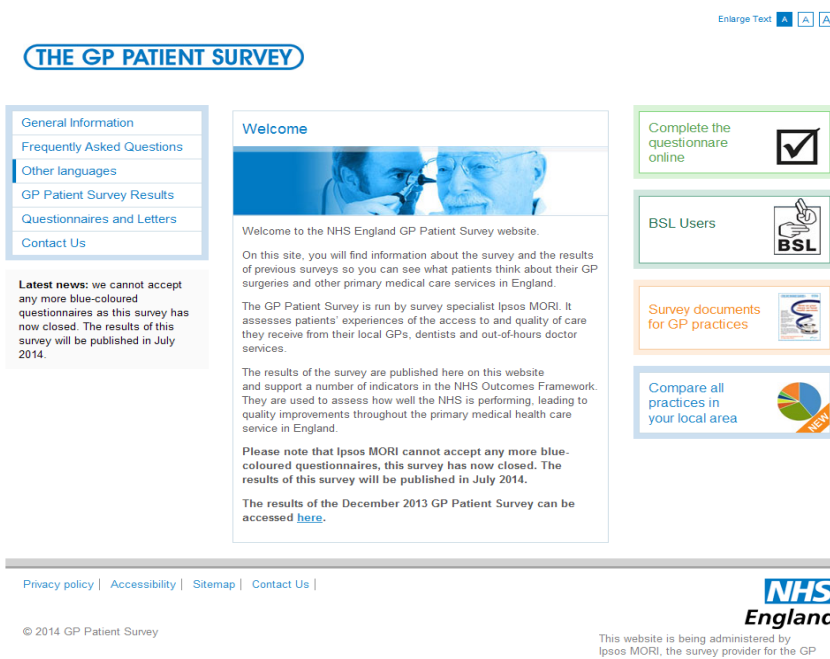 Enlarge Text A A A
THE GP PATIENT SURVEY
General Information
Frequently Asked Questions
Other languages
GP Patient Survey Results
Questionnaires and Letters
Contact Us
Latest news: we cannot accept
any more blue-coloured
questionnaires as this survey has
now closed. The results of this
survey will be published in July
2014.
Welcome
Welcome to the NHS England GP Patient Survey website.
On this site, you will find information about the survey and the results
of previous surveys so you can see what patients think about their GP
surgeries and other primary medical care services in England.
The GP Patient Survey is run by survey specialist Ipsos MORI. It
assesses patients' experiences of the access to and quality of care
they receive from their local GPs, dentists and out-of-hours doctor
services.
The results of the survey are published here on this website
and support a number of indicators in the NHS Outcomes Framework.
They are used to assess how well the NHS is performing, leading to
quality improvements throughout the primary medical health care
service in England.
Please note that Ipsos MORI cannot accept any more blue-
coloured questionnaires, this survey has now closed. The
results of this survey will be published in July 2014.
The results of the December 2013 GP Patient Survey can be
accessed here.
Complete the
questionnare
online
BSL Users
BSL
Survey documents
for GP practices
Compare all
practices in
your local area
NEW
Privacy policy | Accessibility | Sitemap | Contact Us |
© 2014 GP Patient Survey
NHS
England
This website is being administered by
Ipsos MORI, the survey provider for the GP